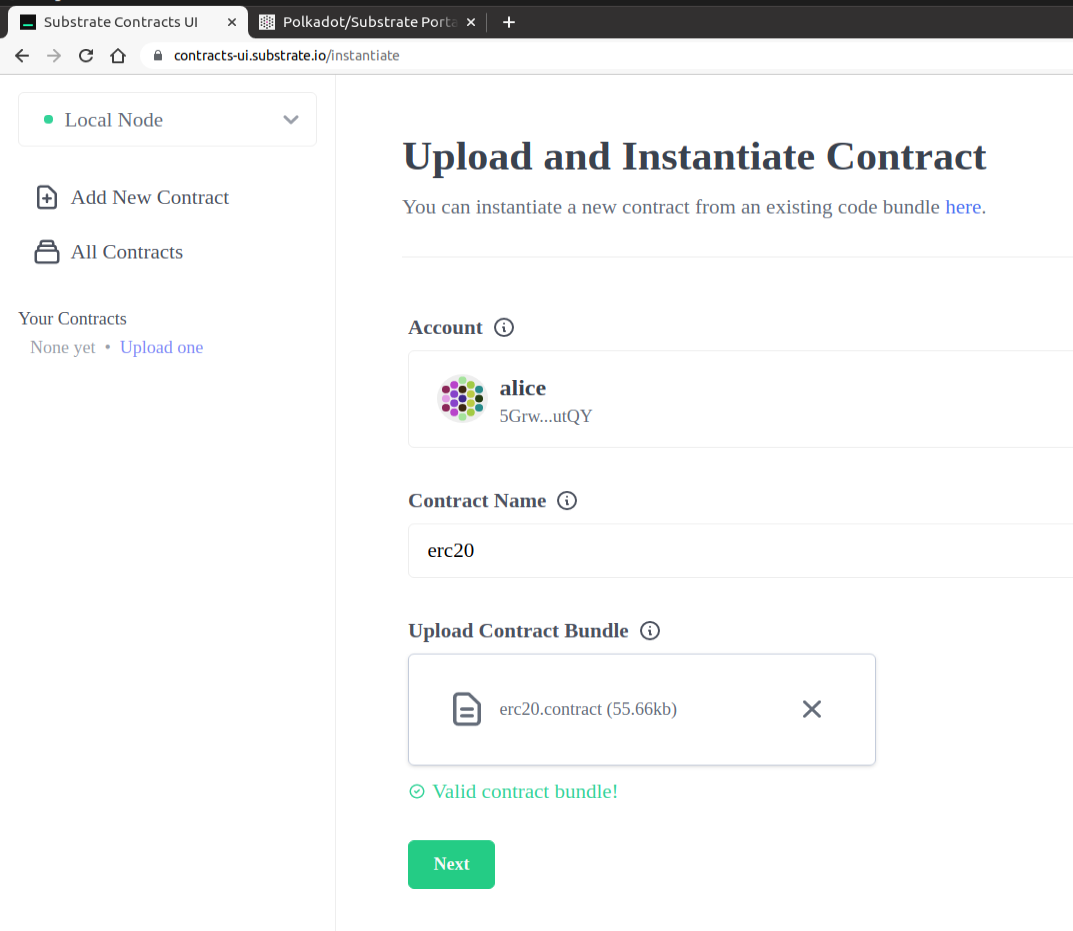 Substrate Contracts UI
Polkadot/Substrate Porta
contracts-ui.substrate.io/instantiate
Local Node
Add New Contract
All Contracts
Your Contracts
None yet • Upload one
Upload and Instantiate Contract
You can instantiate a new contract from an existing code bundle here.
Account
alice
5Grw...utQY
Contract Name
erc20
Upload Contract Bundle
erc20.contract (55.66kb)
Valid contract bundle!
Next